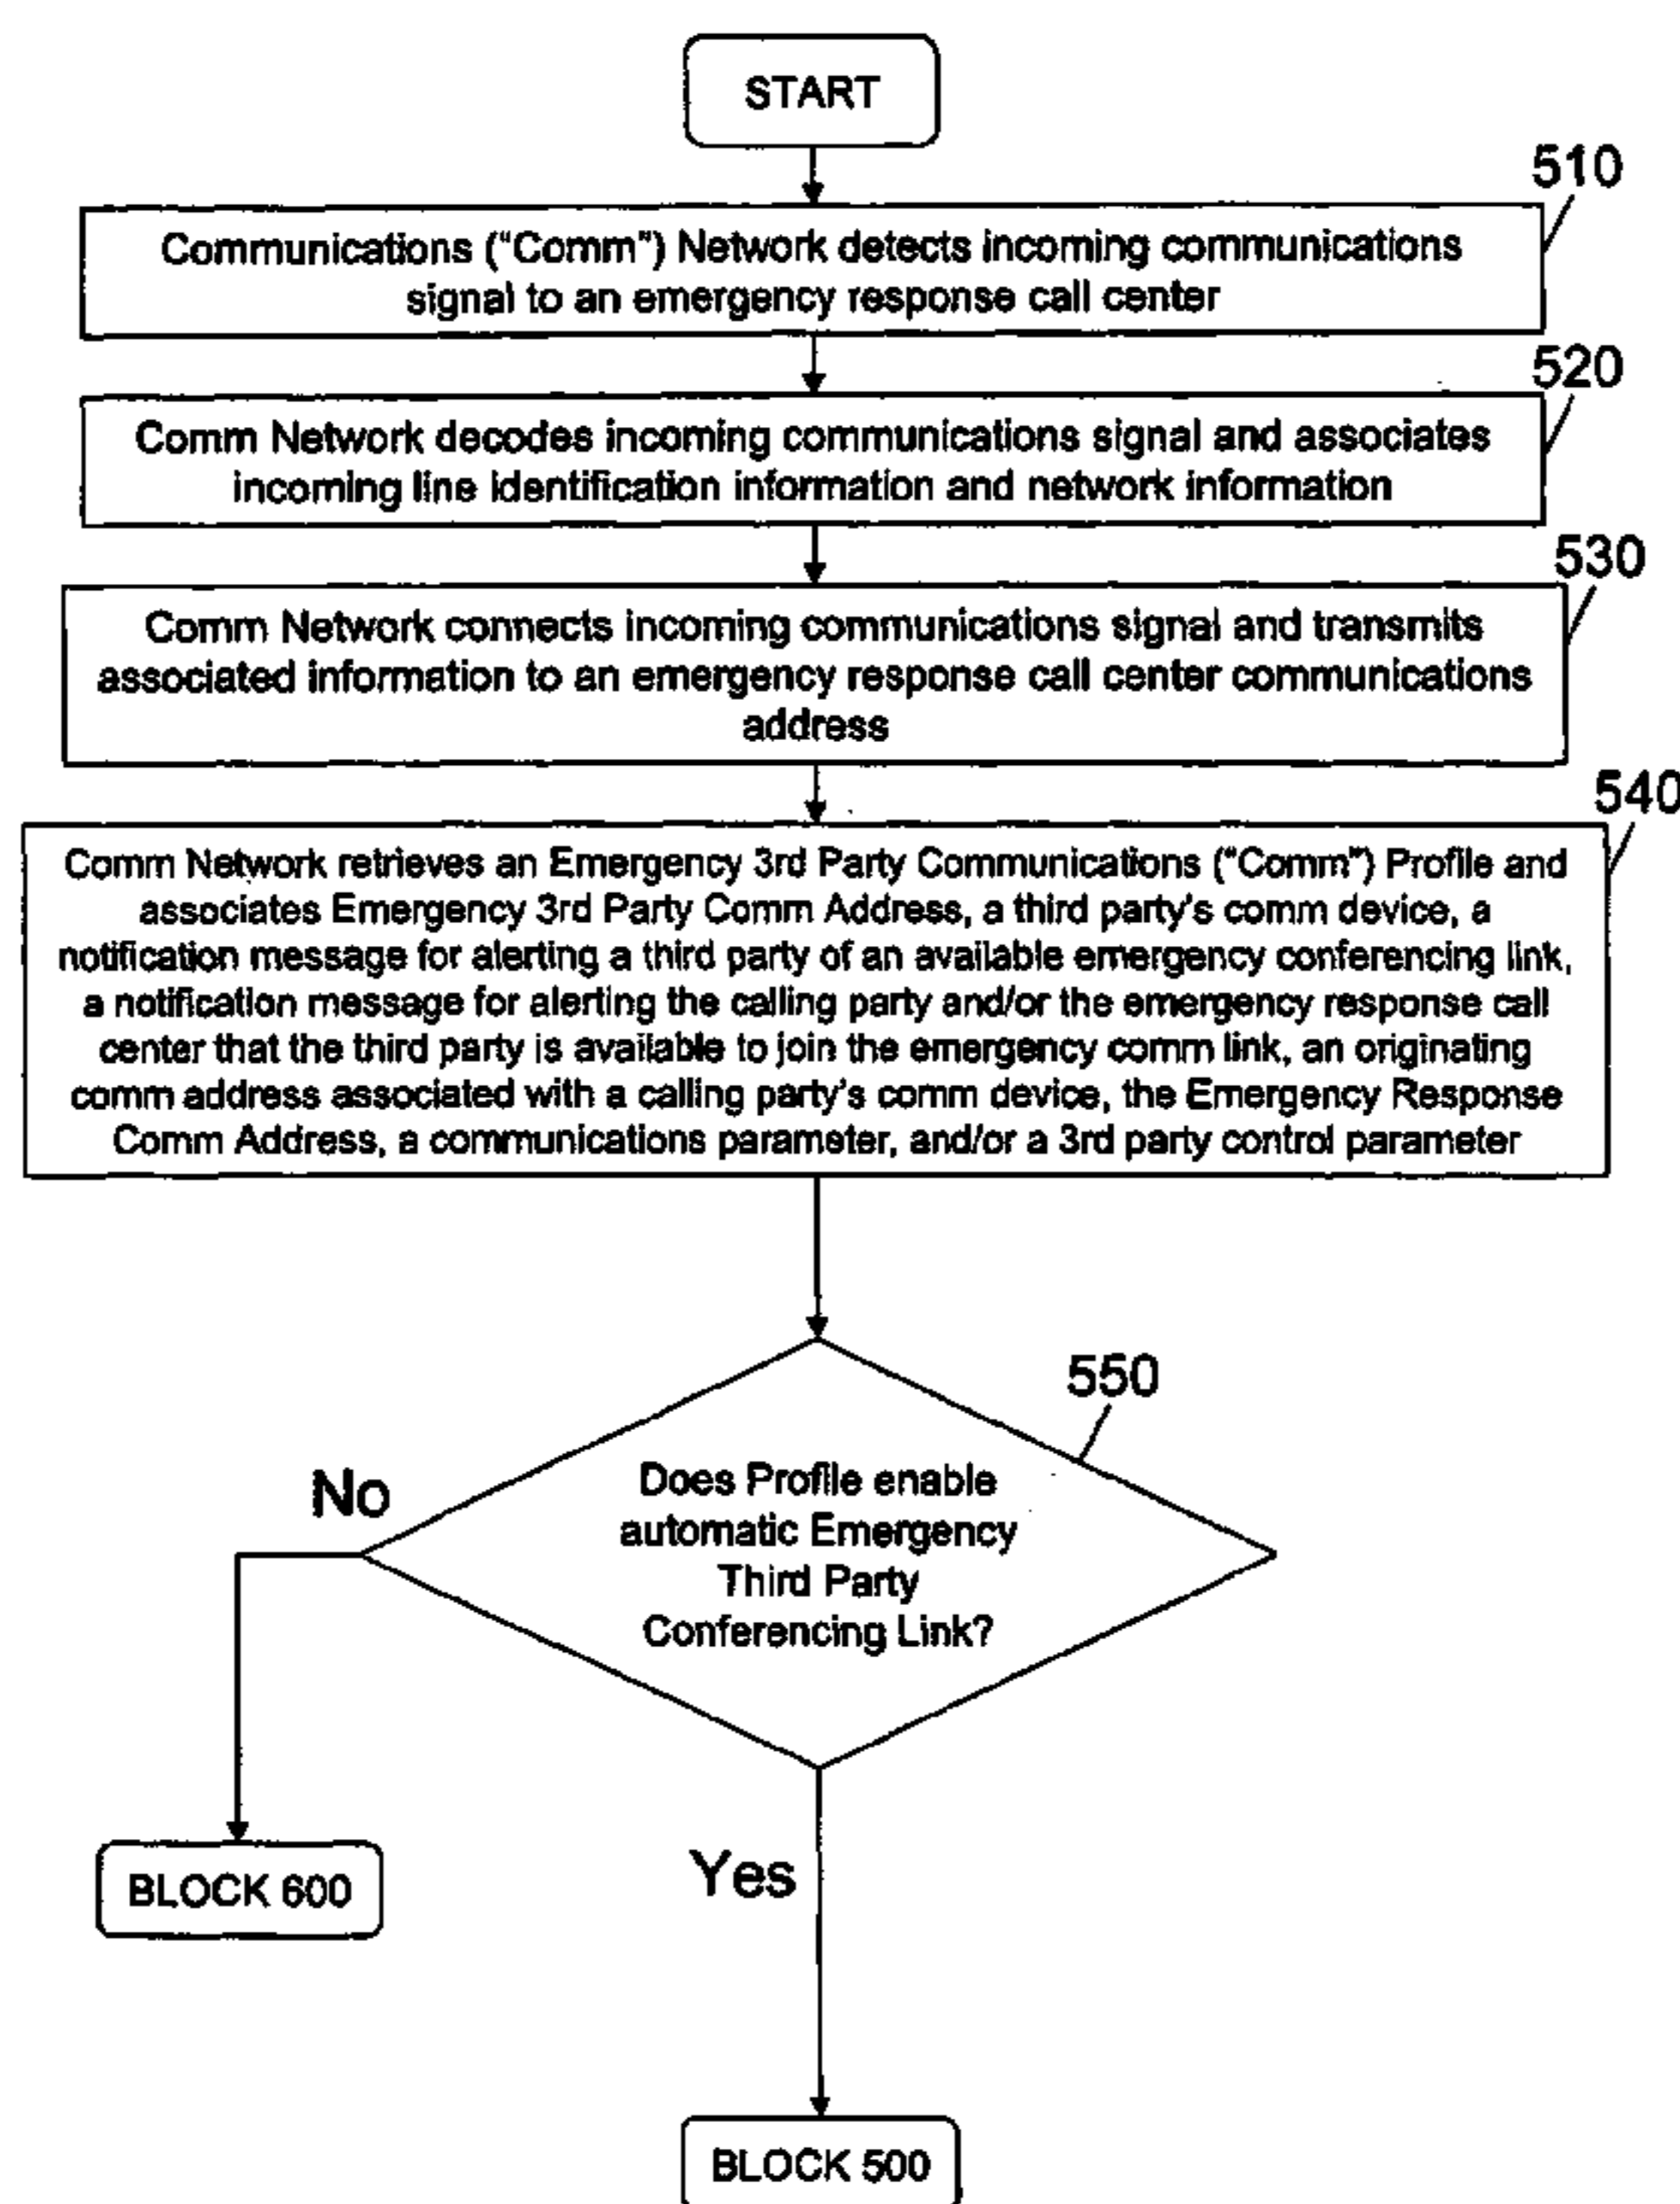 START
510
Communications ("Comm") Network detects incoming communications
signal to an emergency response call center
520
Comm Network decodes incoming communications signal and associates
incoming line identification information and network information
530
Comm Network connects incoming communications signal and transmits
associated information to an emergency response call center communications
address
540
Comm Network retrieves an Emergency 3rd Party Communications ("Comm") Profile and
associates Emergency 3rd Party Comm Address, a third party's comm device, a
notification message for alerting a third party of an available emergency conferencing link,
a notification message for alerting the calling party and/or the emergency response call
center that the third party is available to join the emergency comm link, an originating
comm address associated with a calling party's comm device, the Emergency Response
Comm Address, a communications parameter, and/or a 3rd party control parameter
550
Does Profile enable
automatic Emergency
Third Party
Conferencing Link?
No
Yes
BLOCK 600
BLOCK 500